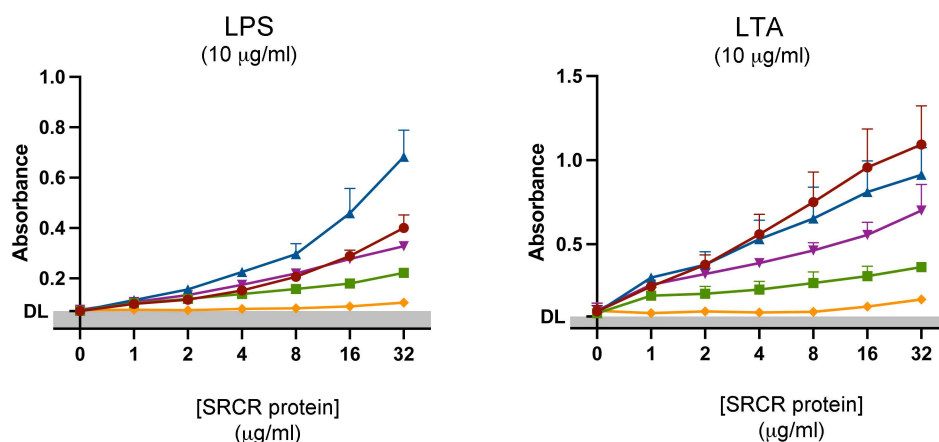 LPS
(10 μg/ml)
Absorbance
1.0
0.8
0.6
0.4
0.2
DL
0 1 2 4 8 16 32
[SRCR protein]
(μg/ml)
LTA
(10 μg/ml)
Absorbance
1.5
1.0
0.5
DL
0 1 2 4 8 16 32
[SRCR protein]
(μg/ml)